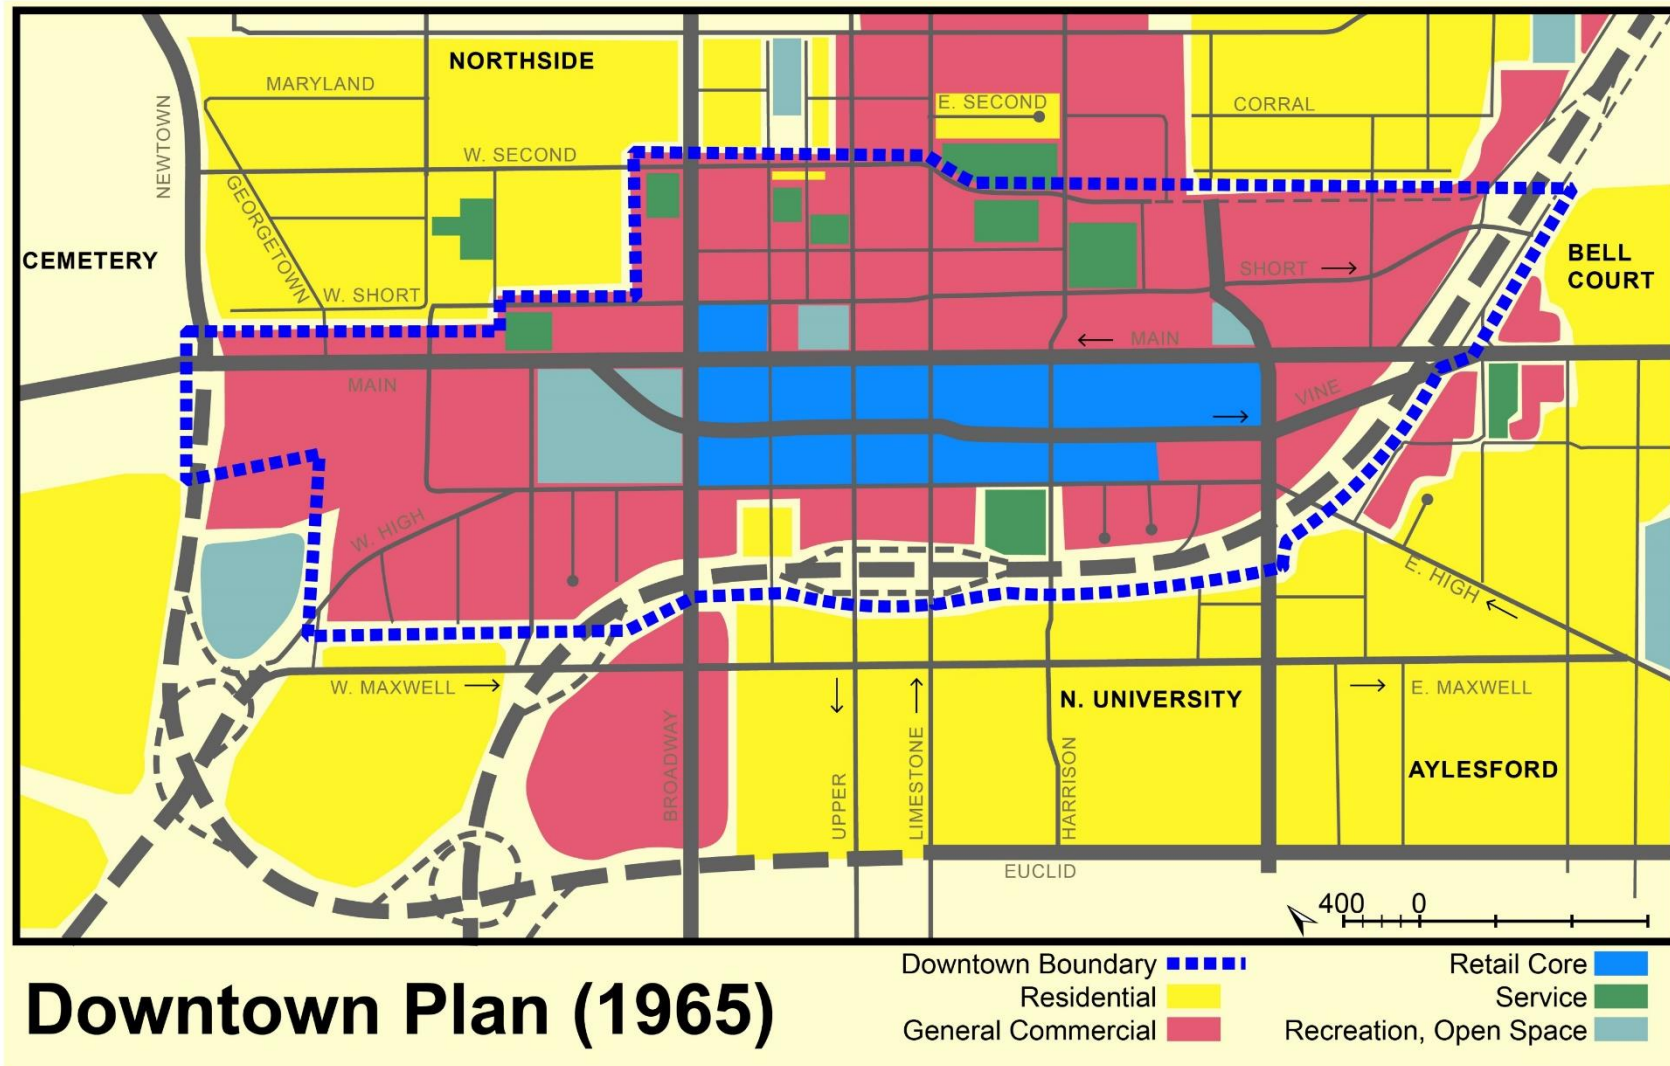 NORTHSIDE
MARYLAND
NEWTOWN
E. SECOND
CORRAL
W. SECOND
GEORGETOWN
CEMETERY
BELL
COURT
SHORT
W. SHORT
MAIN
MAIN
VINE
W. HIGH
E. HIGH
W. MAXWELL
N. UNIVERSITY
E. MAXWELL
BROADWAY
UPPER
LIMESTONE
HARRISON
AYLESFORD
EUCLID
400 0
Downtown Plan (1965)
Downtown Boundary
Residential
General Commercial
Retail Core
Service
Recreation, Open Space